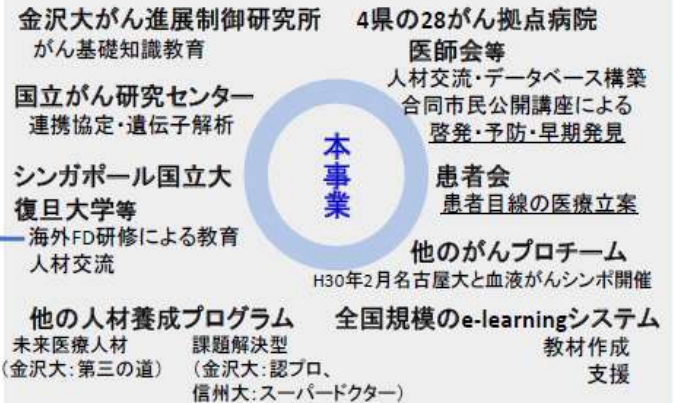 金沢大がん進展制御研究所
がん基礎知識教育
国立がん研究センター
連携協定・遺伝子解析
シンガポール国立大
復旦大学等
海外FD研修による教育
人材交流
本事業
4県の28がん拠点病院
医師会等
人材交流・データベース構築
合同市民公開講座による
啓発・予防・早期発見
患者会
患者目線の医療立案
他のがんプロチーム
H30年2月名古屋大と血液がんシンポ開催
他の人材養成プログラム
未来医療人材
(金沢大:第三の道)
課題解決型
(金沢大:認プロ、
信州大:スーパードクター)
全国規模のe-learningシステム
教材作成
支援